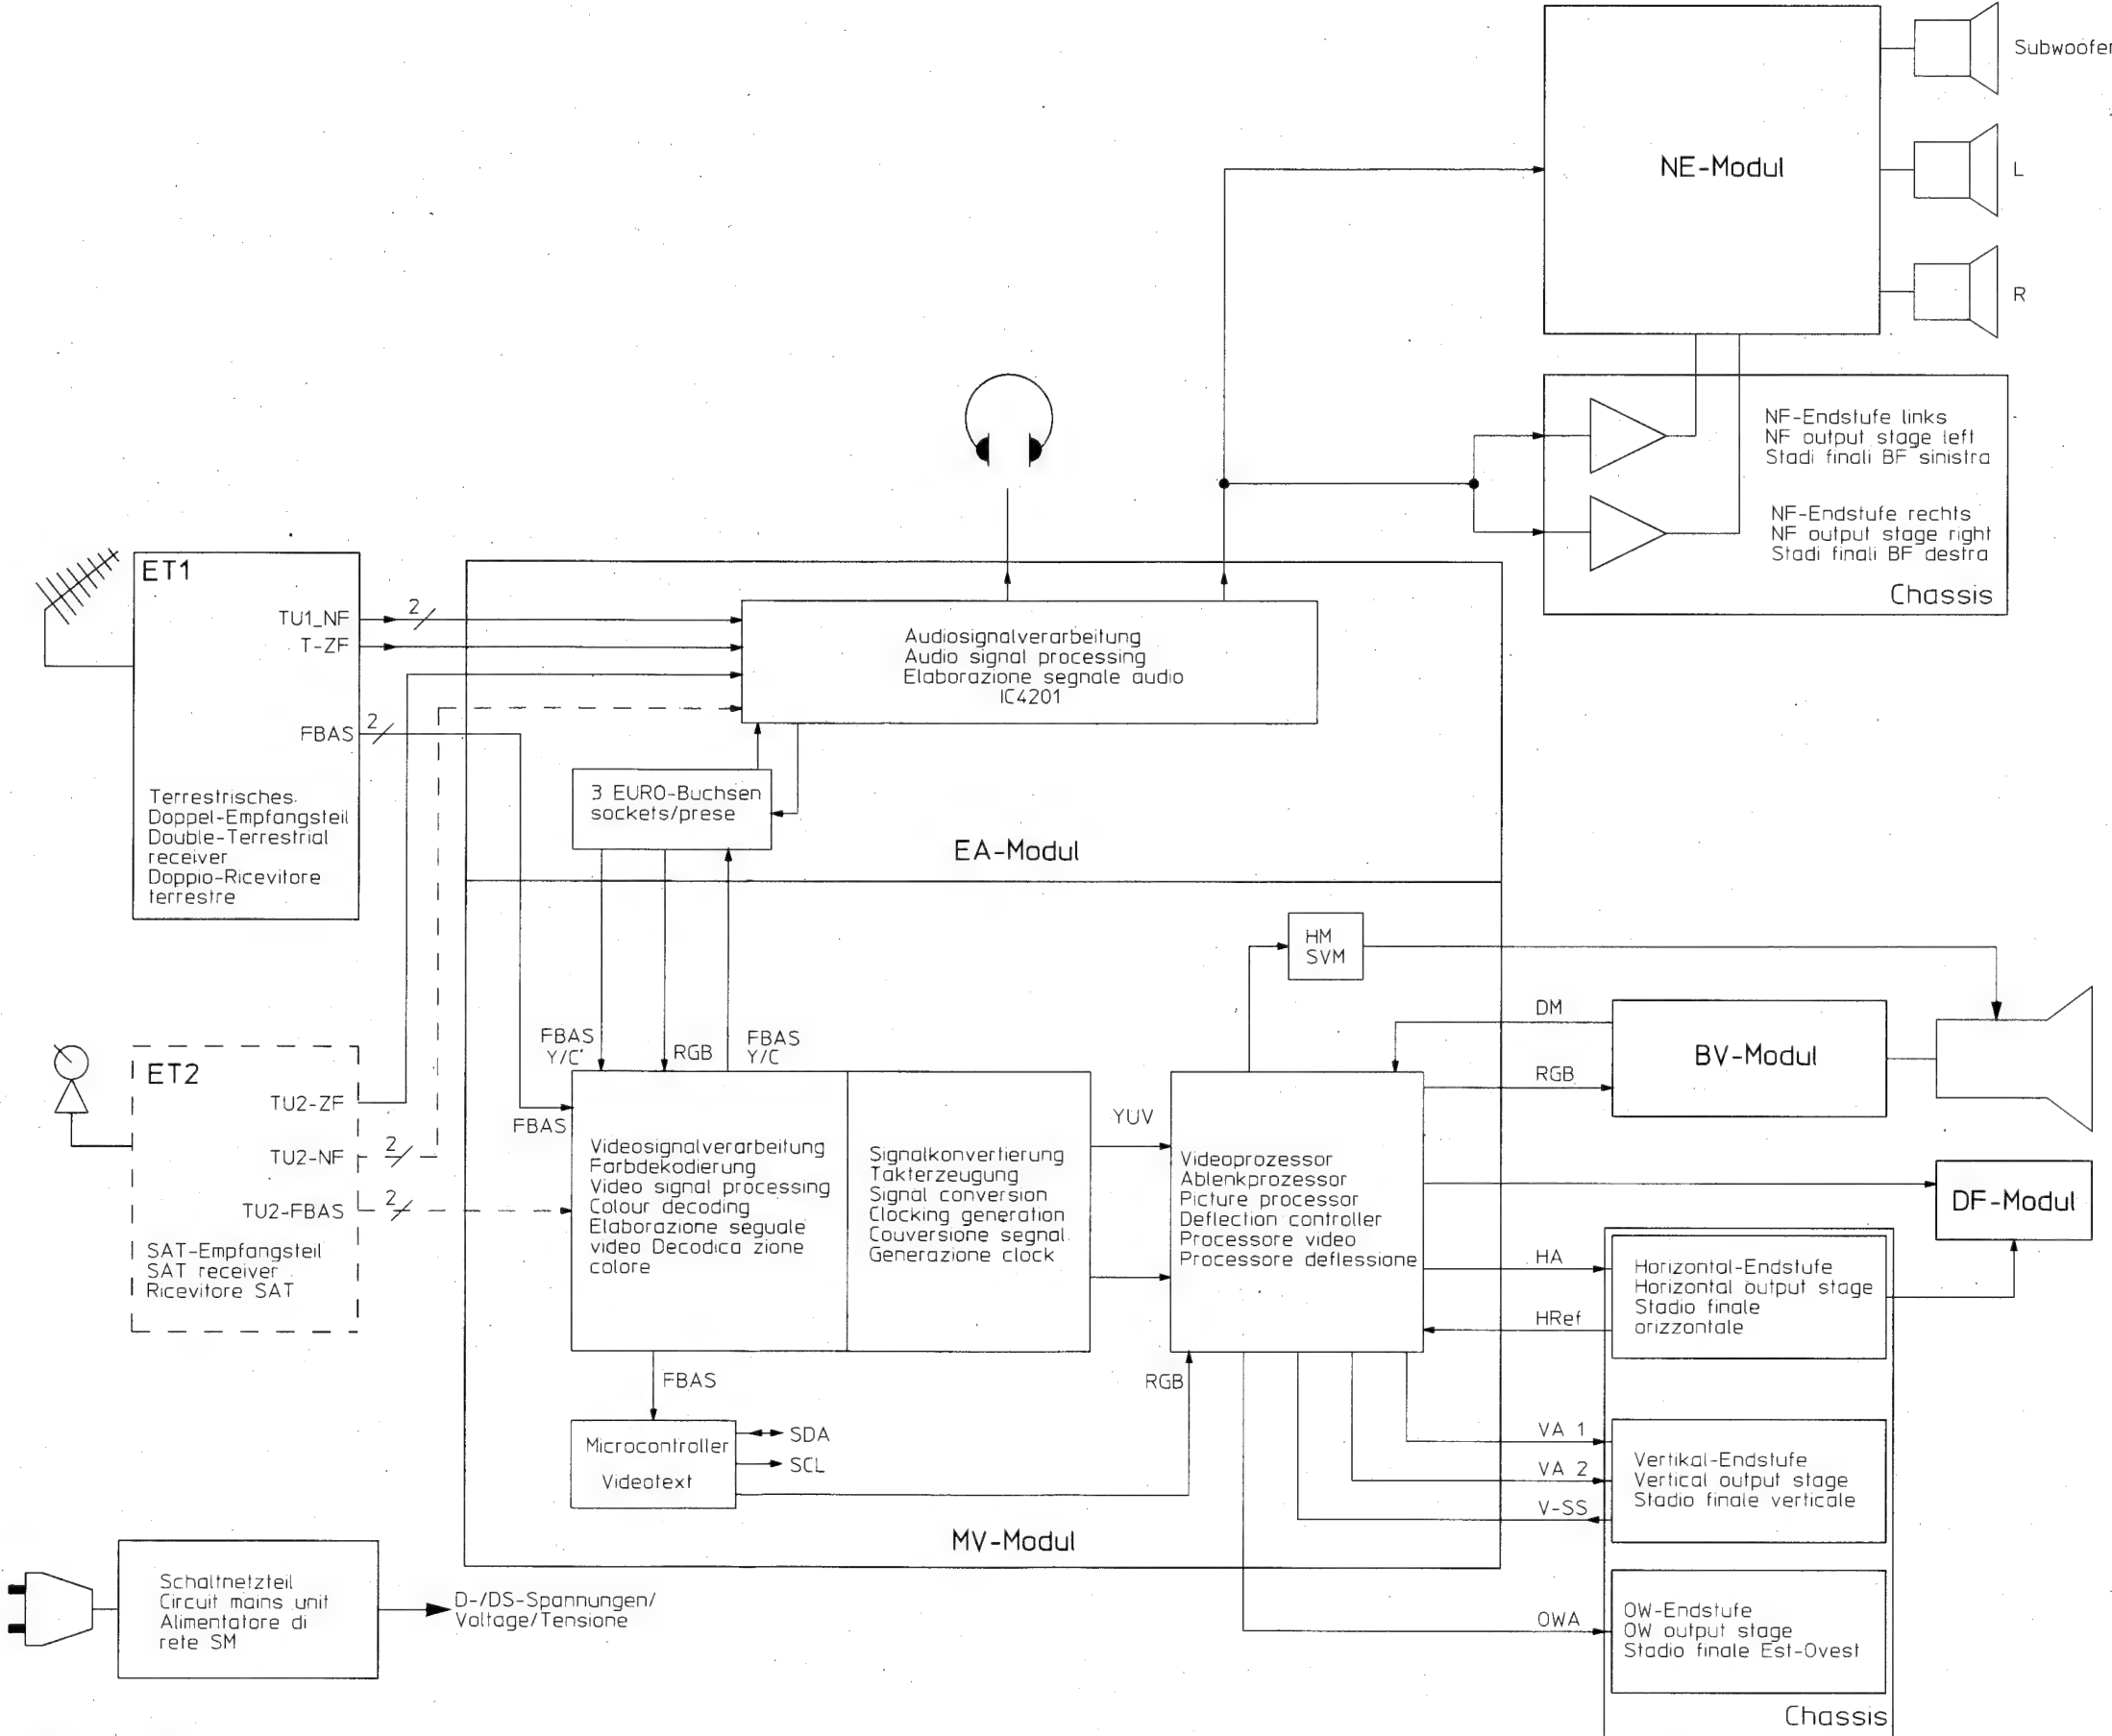 Subwoofer
NE-Modul
L
R
NF-Endstufe links
NF output stage left
Stadi finali BF sinistra
NF-Endstufe rechts
NF output stage right
Stadi finali BF destra
Chassis
ET1
TU1_NF
2
T-ZF
FBAS
2
Terrestrisches
Doppel-Empfangsteil
Double-Terrestrial
receiver
Doppio-Ricevitore
terrestre
Audiosignalverarbeitung
Audio signal processing
Elaborazione segnale audio
IC4201
3 EURO-Buchsen
sockets/prese
EA-Modul
HM
SVM
FBAS
Y/C
RGB
FBAS
Y/C
FBAS
ET2
TU2-ZF
TU2-NF
2
TU2-FBAS
2
SAT-Empfangsteil
SAT receiver
Ricevitore SAT
Videosignalverarbeitung
Farbdekodierung
Video signal processing
Colour decoding
Elaborazione seguale
video Decodica zione
colore
Signalkonvertierung
Takterzeugung
Signal conversion
Clocking generation
Couversione segnal.
Generazione clock
YUV
Videoprozessor
Ablenkprozessor
Picture processor
Deflection controller
Processore video
Processore deflessione
DM
RGB
BV-Modul
DF-Modul
HA
HRef
Horizontal-Endstufe
Horizontal output stage
Stadio finale
orizzontale
FBAS
RGB
Microcontroller
Videotext
SDA
SCL
VA 1
VA 2
V-SS
Vertikal-Endstufe
Vertical output stage
Stadio finale verticale
MV-Modul
OWA
OW-Endstufe
OW output stage
Stadio finale Est-Ovest
Chassis
Schaltnetzteil
Circuit mains unit
Alimentatore di
rete SM
D-/DS-Spannungen/
Voltage/Tensione